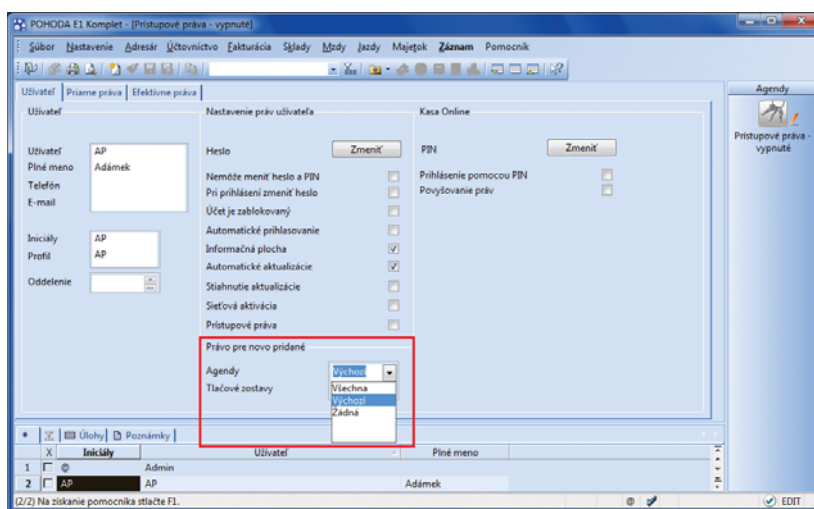 POHODA E1 Komplet - [Prístupové práva - vypnuté]
Súbor Nastavenie Adresár Účtovníctvo Fakturácia Sklady Mzdy Jazdy Majetok Záznam Pomocník
Užívateľ Priame práva Efektívne práva
Agendy
Prístupové práva -
vypnuté
Užívateľ
Užívateľ AP
Plné meno Adámek
Telefón
E-mail
Iniciály AP
Profil AP
Oddelenie
Nastavenie práv užívateľa
Heslo Zmeniť
Nemôže meniť heslo a PIN
Pri prihlásení zmeniť heslo
Účet je zablokovaný
Automatické prihlasovanie
Informačná plocha
Automatické aktualizácie
Stiahnutie aktualizácie
Sieťová aktivácia
Prístupové práva
Právo pre novo pridané
Agendy Výchozí
Tlačové zostavy
Všechna
Výchozí
Žádná
Kasa Online
PIN Zmeniť
Prihlásenie pomocou PIN
Povyšovanie práv
Úlohy Poznámky
X Iniciály Užívateľ Plné meno
1 @ Admin
2 AP AP Adámek
(2/2) Na získanie pomocníka stlačte F1. @ EDIT